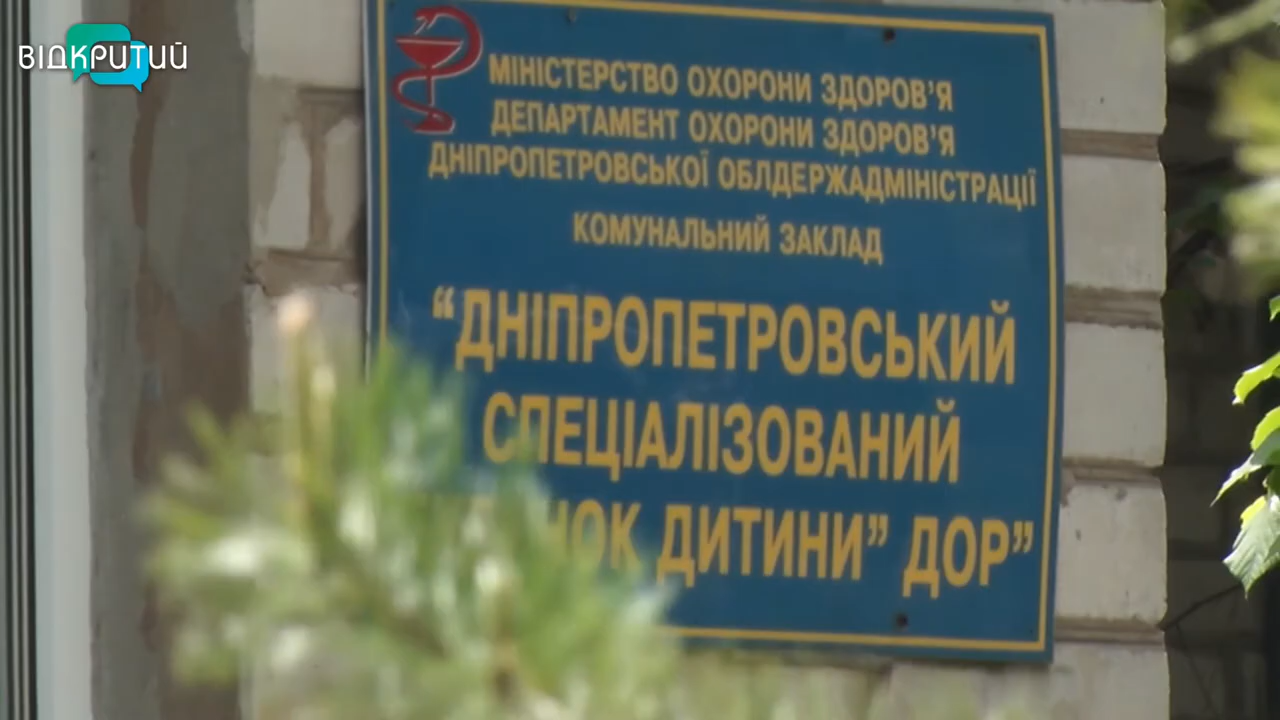 ВІДКРИТИЙ
МІНІСТЕРСТВО ОХОРОНИ ЗДОРОВ'Я
ДЕПАРТАМЕНТ ОХОРОНИ ЗДОРОВ'Я
ДНІПРОПЕТРОВСЬКОЇ ОБЛДЕРЖАДМІНІСТРАЦІЇ
КОМУНАЛЬНИЙ ЗАКЛАД
“ДНІПРОПЕТРОВСЬКИЙ
СПЕЦІАЛІЗОВАНИЙ
ДИТИНИ” ДОР”